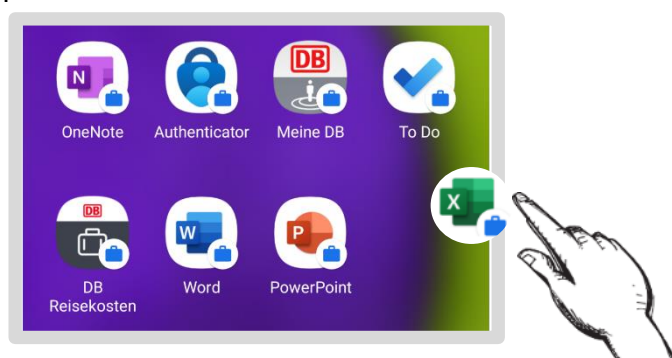 N
DB
OneNote
Authenticator
Meine DB
To Do
DB
W
P
X
DB
Reisekosten
Word
PowerPoint